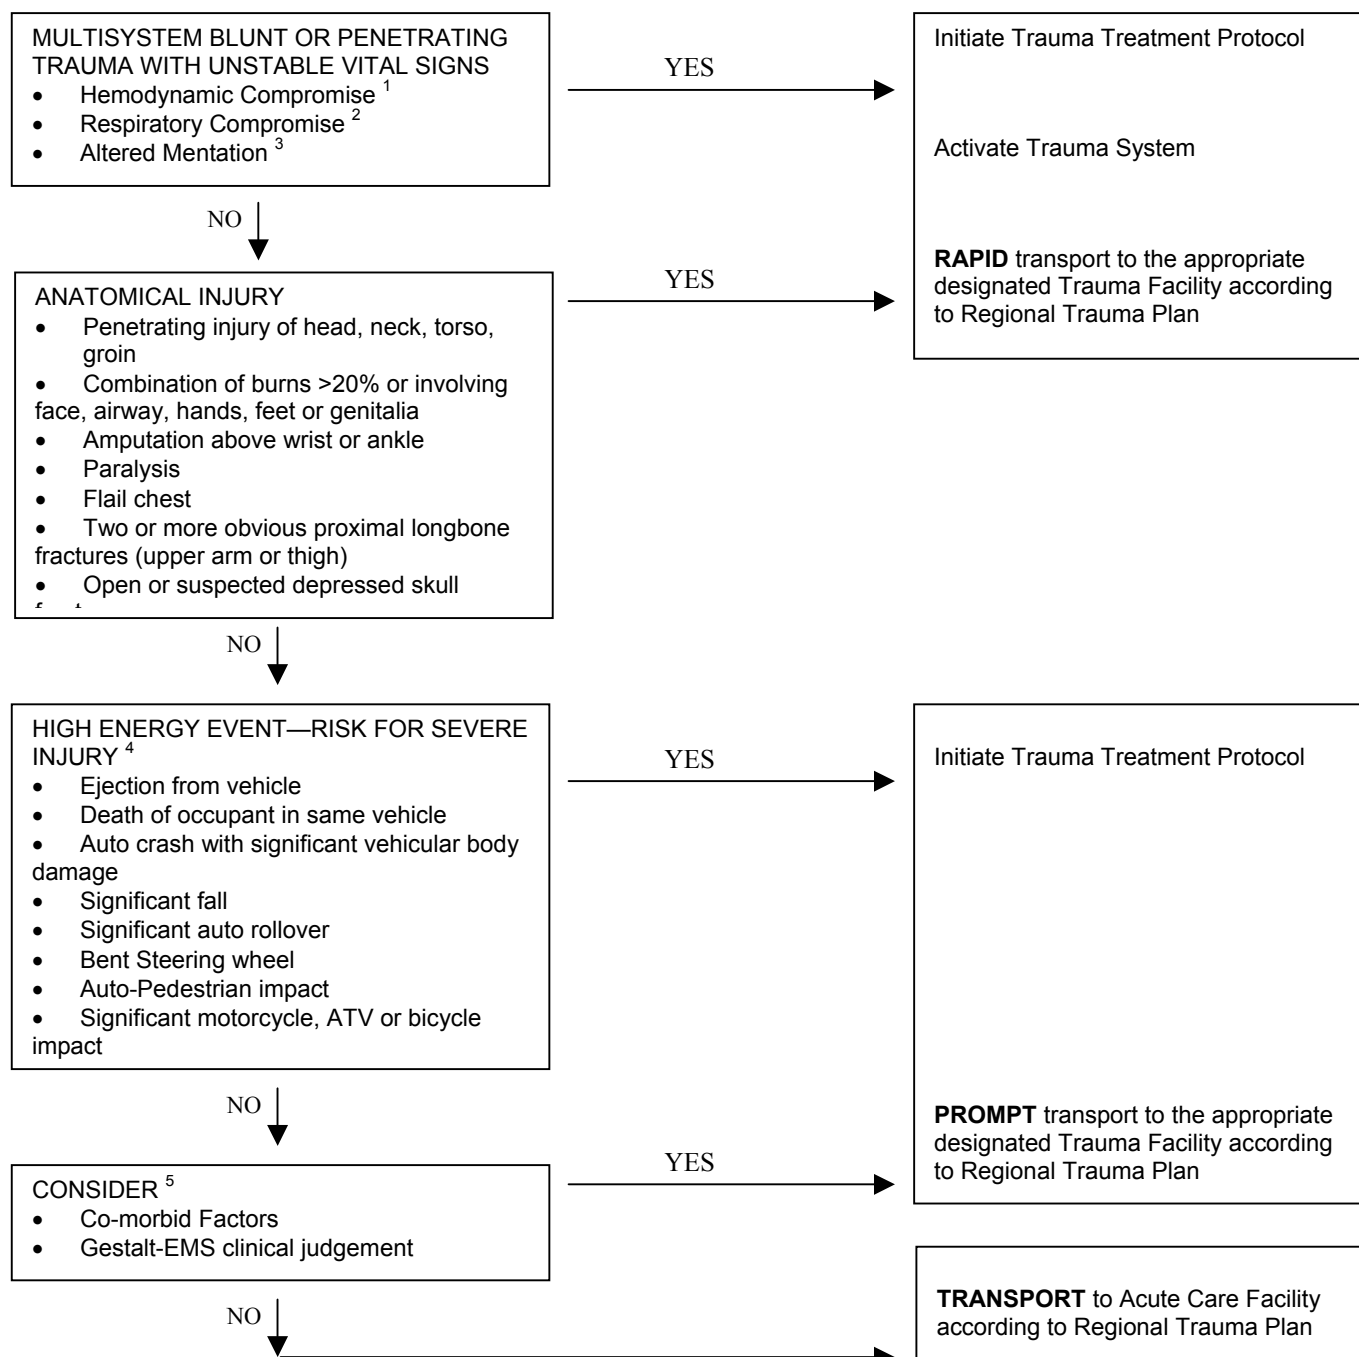 MULTISYSTEM BLUNT OR PENETRATING
TRAUMA WITH UNSTABLE VITAL SIGNS
• Hemodynamic Compromise 1
• Respiratory Compromise 2
• Altered Mentation 3
YES
Initiate Trauma Treatment Protocol
Activate Trauma System
RAPID transport to the appropriate
designated Trauma Facility according
to Regional Trauma Plan
NO
ANATOMICAL INJURY
• Penetrating injury of head, neck, torso,
groin
• Combination of burns >20% or involving
face, airway, hands, feet or genitalia
• Amputation above wrist or ankle
• Paralysis
• Flail chest
• Two or more obvious proximal longbone
fractures (upper arm or thigh)
• Open or suspected depressed skull
YES
NO
HIGH ENERGY EVENT—RISK FOR SEVERE
INJURY 4
• Ejection from vehicle
• Death of occupant in same vehicle
• Auto crash with significant vehicular body
damage
• Significant fall
• Significant auto rollover
• Bent Steering wheel
• Auto-Pedestrian impact
• Significant motorcycle, ATV or bicycle
impact
YES
Initiate Trauma Treatment Protocol
PROMPT transport to the appropriate
designated Trauma Facility according
to Regional Trauma Plan
NO
CONSIDER 5
• Co-morbid Factors
• Gestalt-EMS clinical judgement
YES
NO
TRANSPORT to Acute Care Facility
according to Regional Trauma Plan